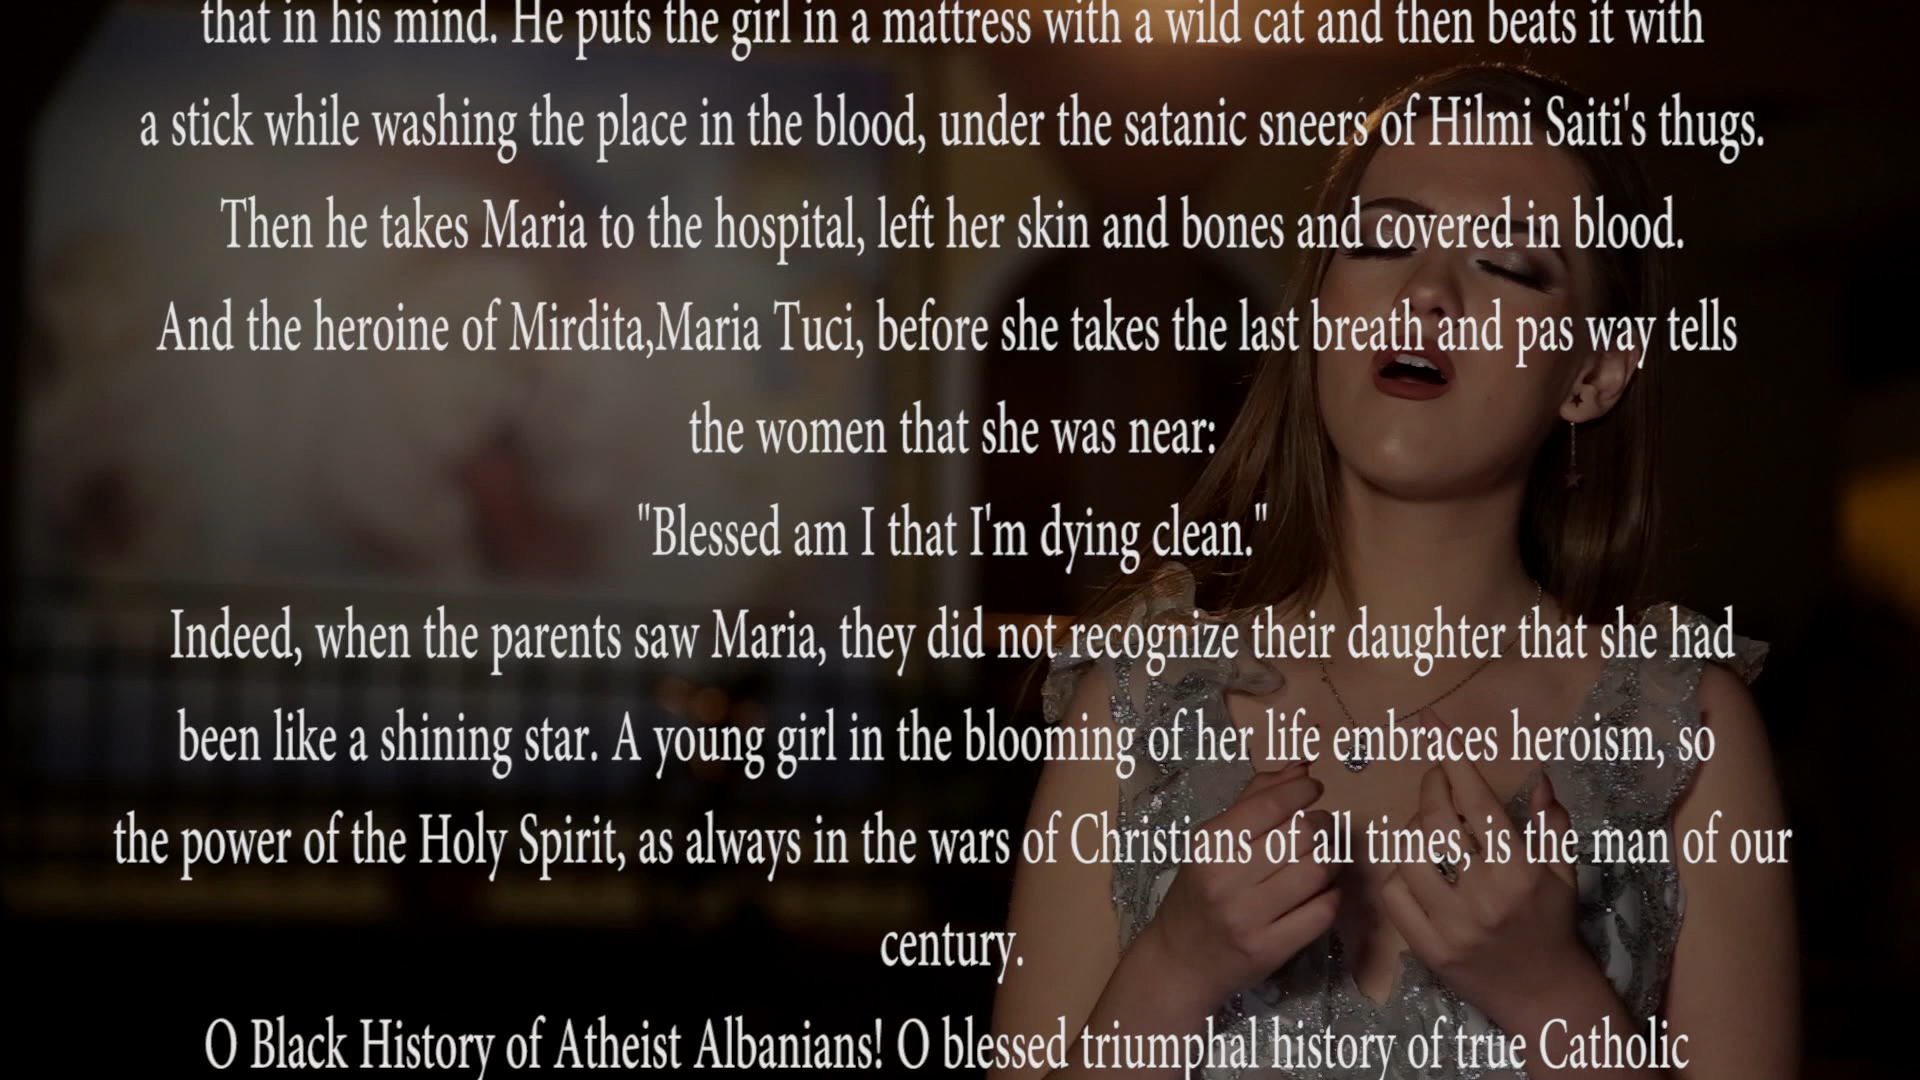 that in his mind. He puts the girl in a mattress with a wild cat and then beats it with
a stick while washing the place in the blood, under the satanic sneers of Hilmi Saiti's thugs.
Then he takes Maria to the hospital, left her skin and bones and covered in blood.
And the heroine of Mirdita,Maria Tuci, before she takes the last breath and pas way tells
the women that she was near:
"Blessed am I that I'm dying clean."
Indeed, when the parents saw Maria, they did not recognize their daughter that she had
been like a shining star. A young girl in the blooming of her life embraces heroism, so
the power of the Holy Spirit, as always in the wars of Christians of all times, is the man of our
century.
O Black History of Atheist Albanians! O blessed triumphal history of true Catholic